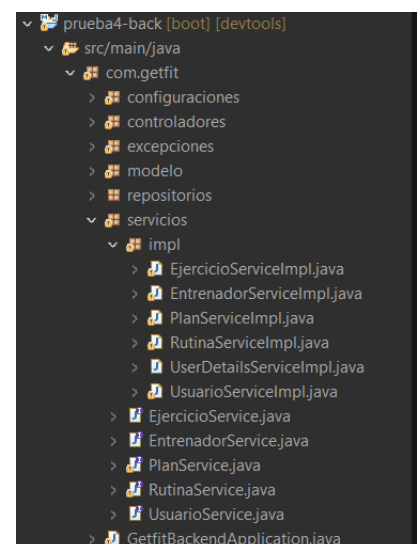 prueba4-back [boot] [devtools]
src/main/java
com.getfit
configuraciones
controladores
excepciones
modelo
repositorios
servicios
impl
EjercicioServiceImpl.java
EntrenadorServiceImpl.java
PlanServiceImpl.java
RutinaServiceImpl.java
UserDetailsServiceImpl.java
UsuarioServiceImpl.java
EjercicioService.java
EntrenadorService.java
PlanService.java
RutinaService.java
UsuarioService.java
GetfitBackendApplication.java